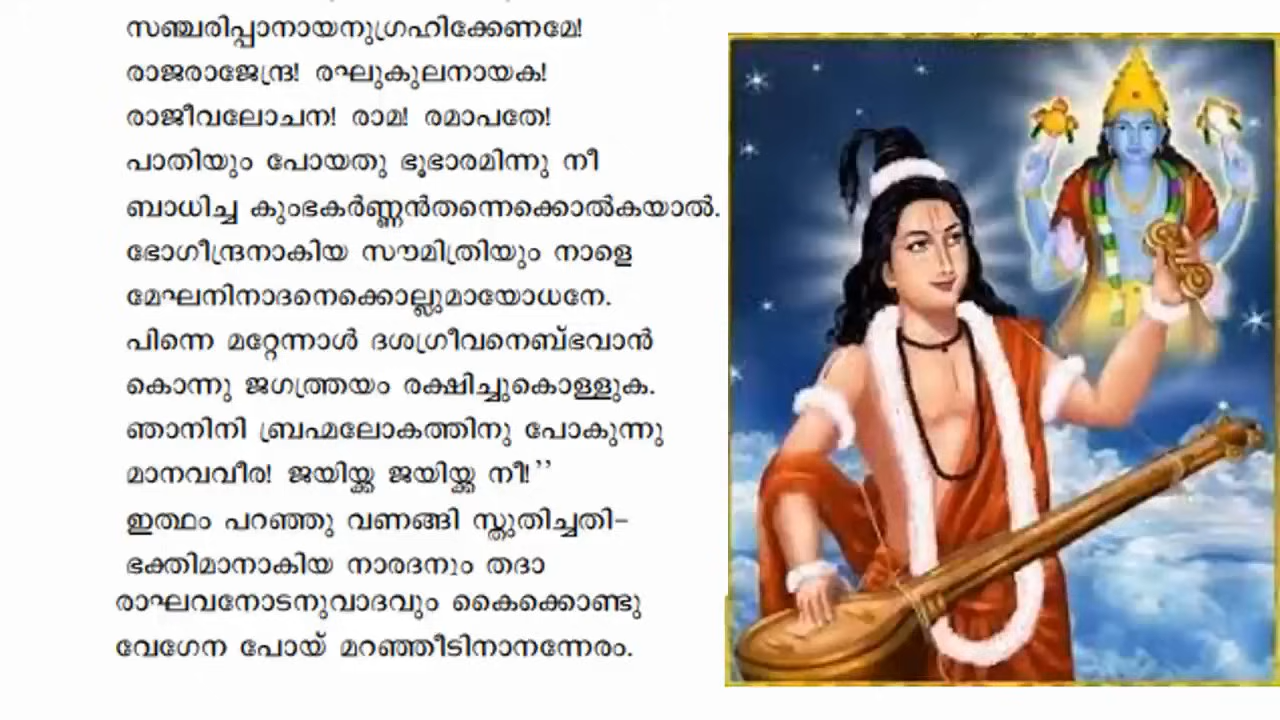 സഞ്ചരിപ്പാനായനുഗ്രഹിക്കേണമേ!
രാജരാജേന്ദ്ര! രഘുകുലനായക!
രാജീവലോചന! രാമ! രമാപതേ!
പാതിയും പോയതു ഭൂഭാരമിന്നു നീ
ബാധിച്ച കുംഭകർണ്ണൻതന്നെക്കൊൽകയാൽ.
ഭോഗീന്ദ്രനാകിയ സൗമിത്രിയും നാളെ
മേഘനിനാദനെക്കൊല്ലുമായോധനേ.
പിന്നെ മറ്റേന്നാൾ ദശഗ്രീവനെബ്ഭവാൻ
കൊന്നു ജഗത്ത്രയം രക്ഷിച്ചുകൊള്ളുക.
ഞാനിനി ബ്രഹ്മലോകത്തിനു പോകുന്നു
മാനവവീര! ജയിയ്ക്ക ജയിയ്ക്ക നീ!’’
ഇത്ഥം പറഞ്ഞു വണങ്ങി സ്തുതിച്ചതി-
ഭക്തിമാനാകിയ നാരദനും തദാ
രാഘവനോടനുവാദവും കൈക്കൊണ്ടു
വേഗേന പോയ് മറഞ്ഞീടിനാനന്നേരം.